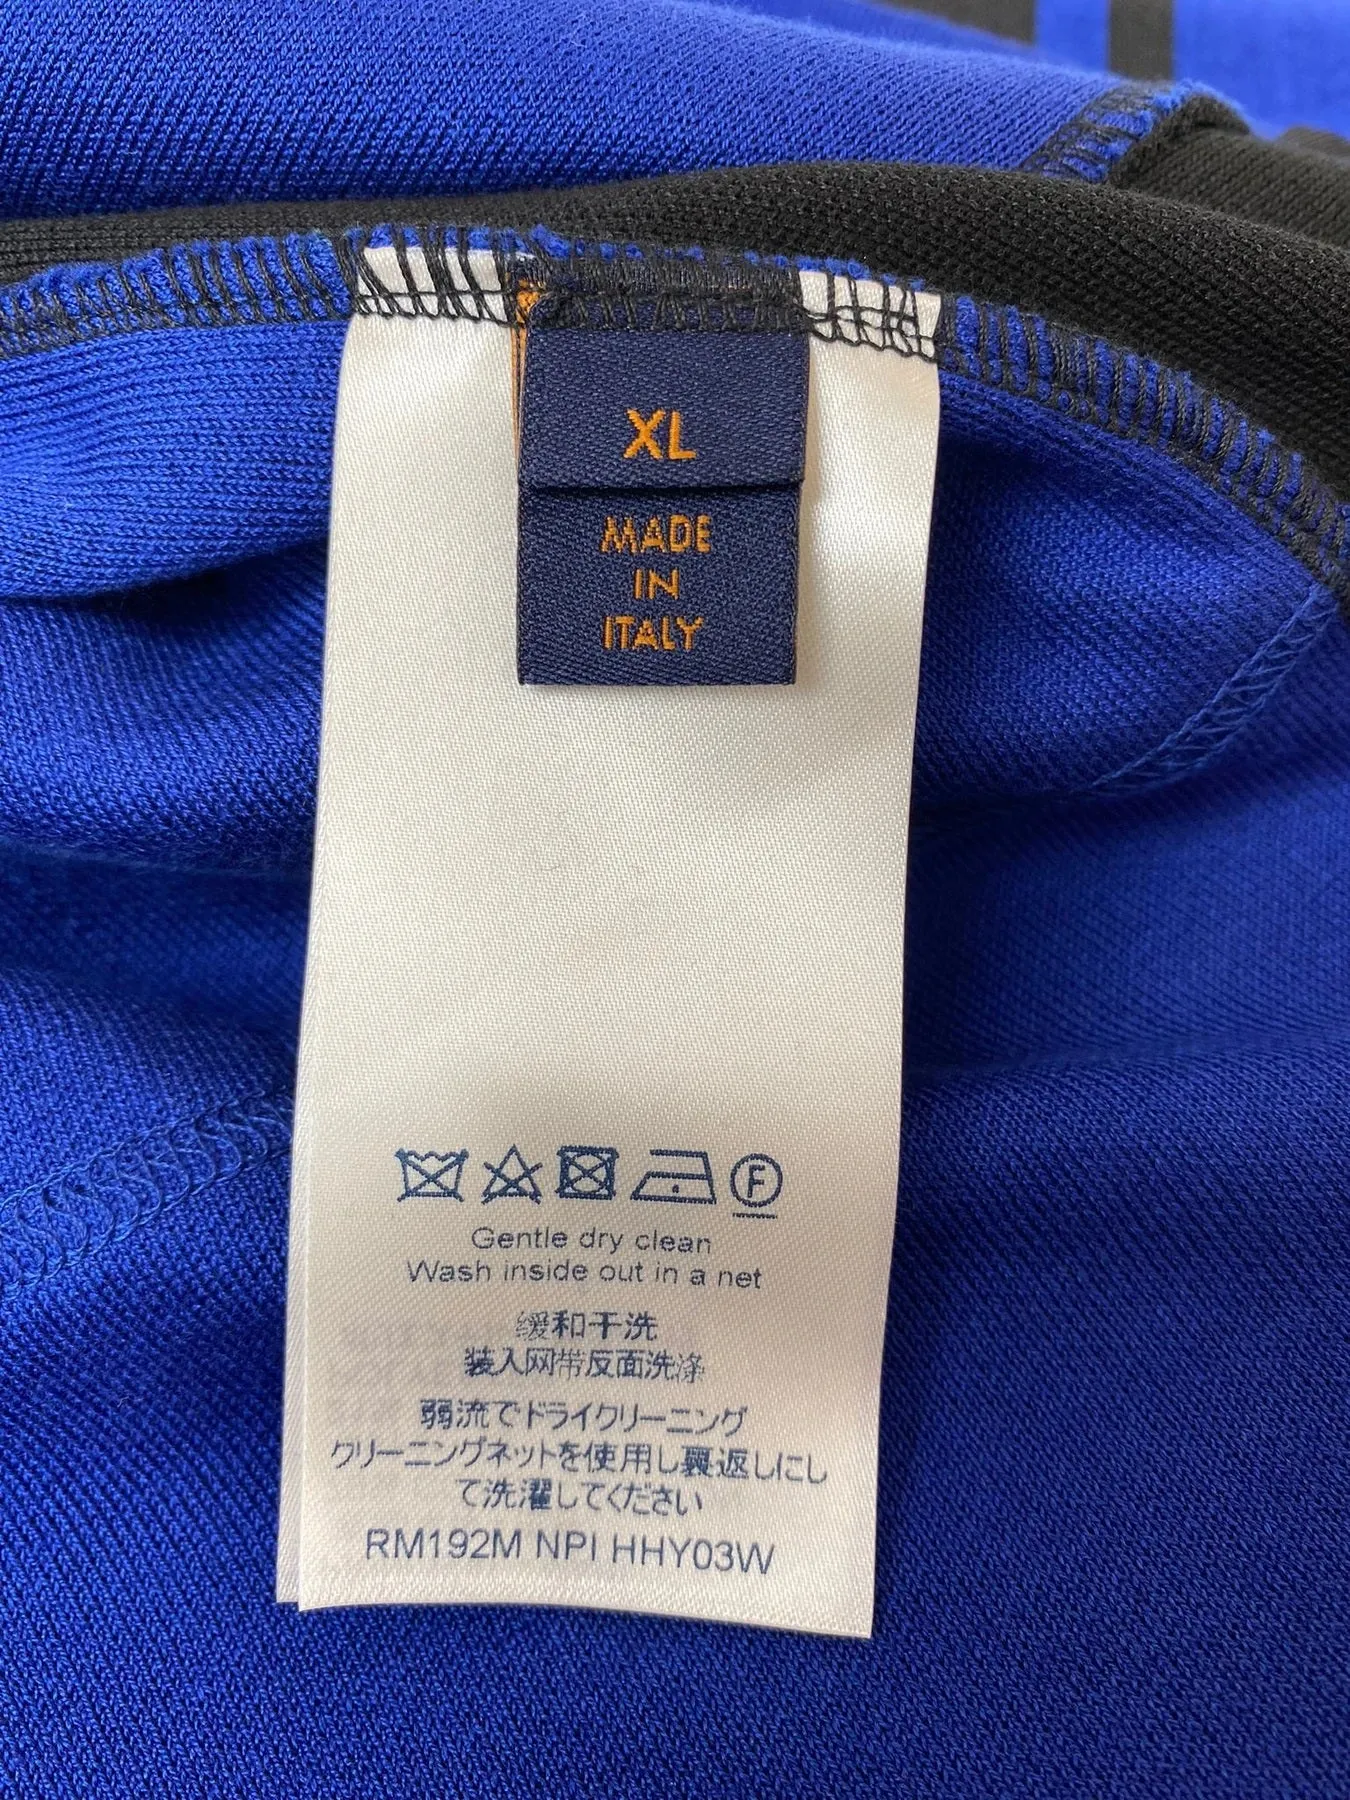 XL
MADE
IN
ITALY
F
Gentle dry clean
Wash inside out in a net
缓和干洗
装入网带反面洗涤
弱流でドライクリーニング
クリーニングネットを使用し裏返しにし
て洗濯してください
RM192M NPI HHY03W